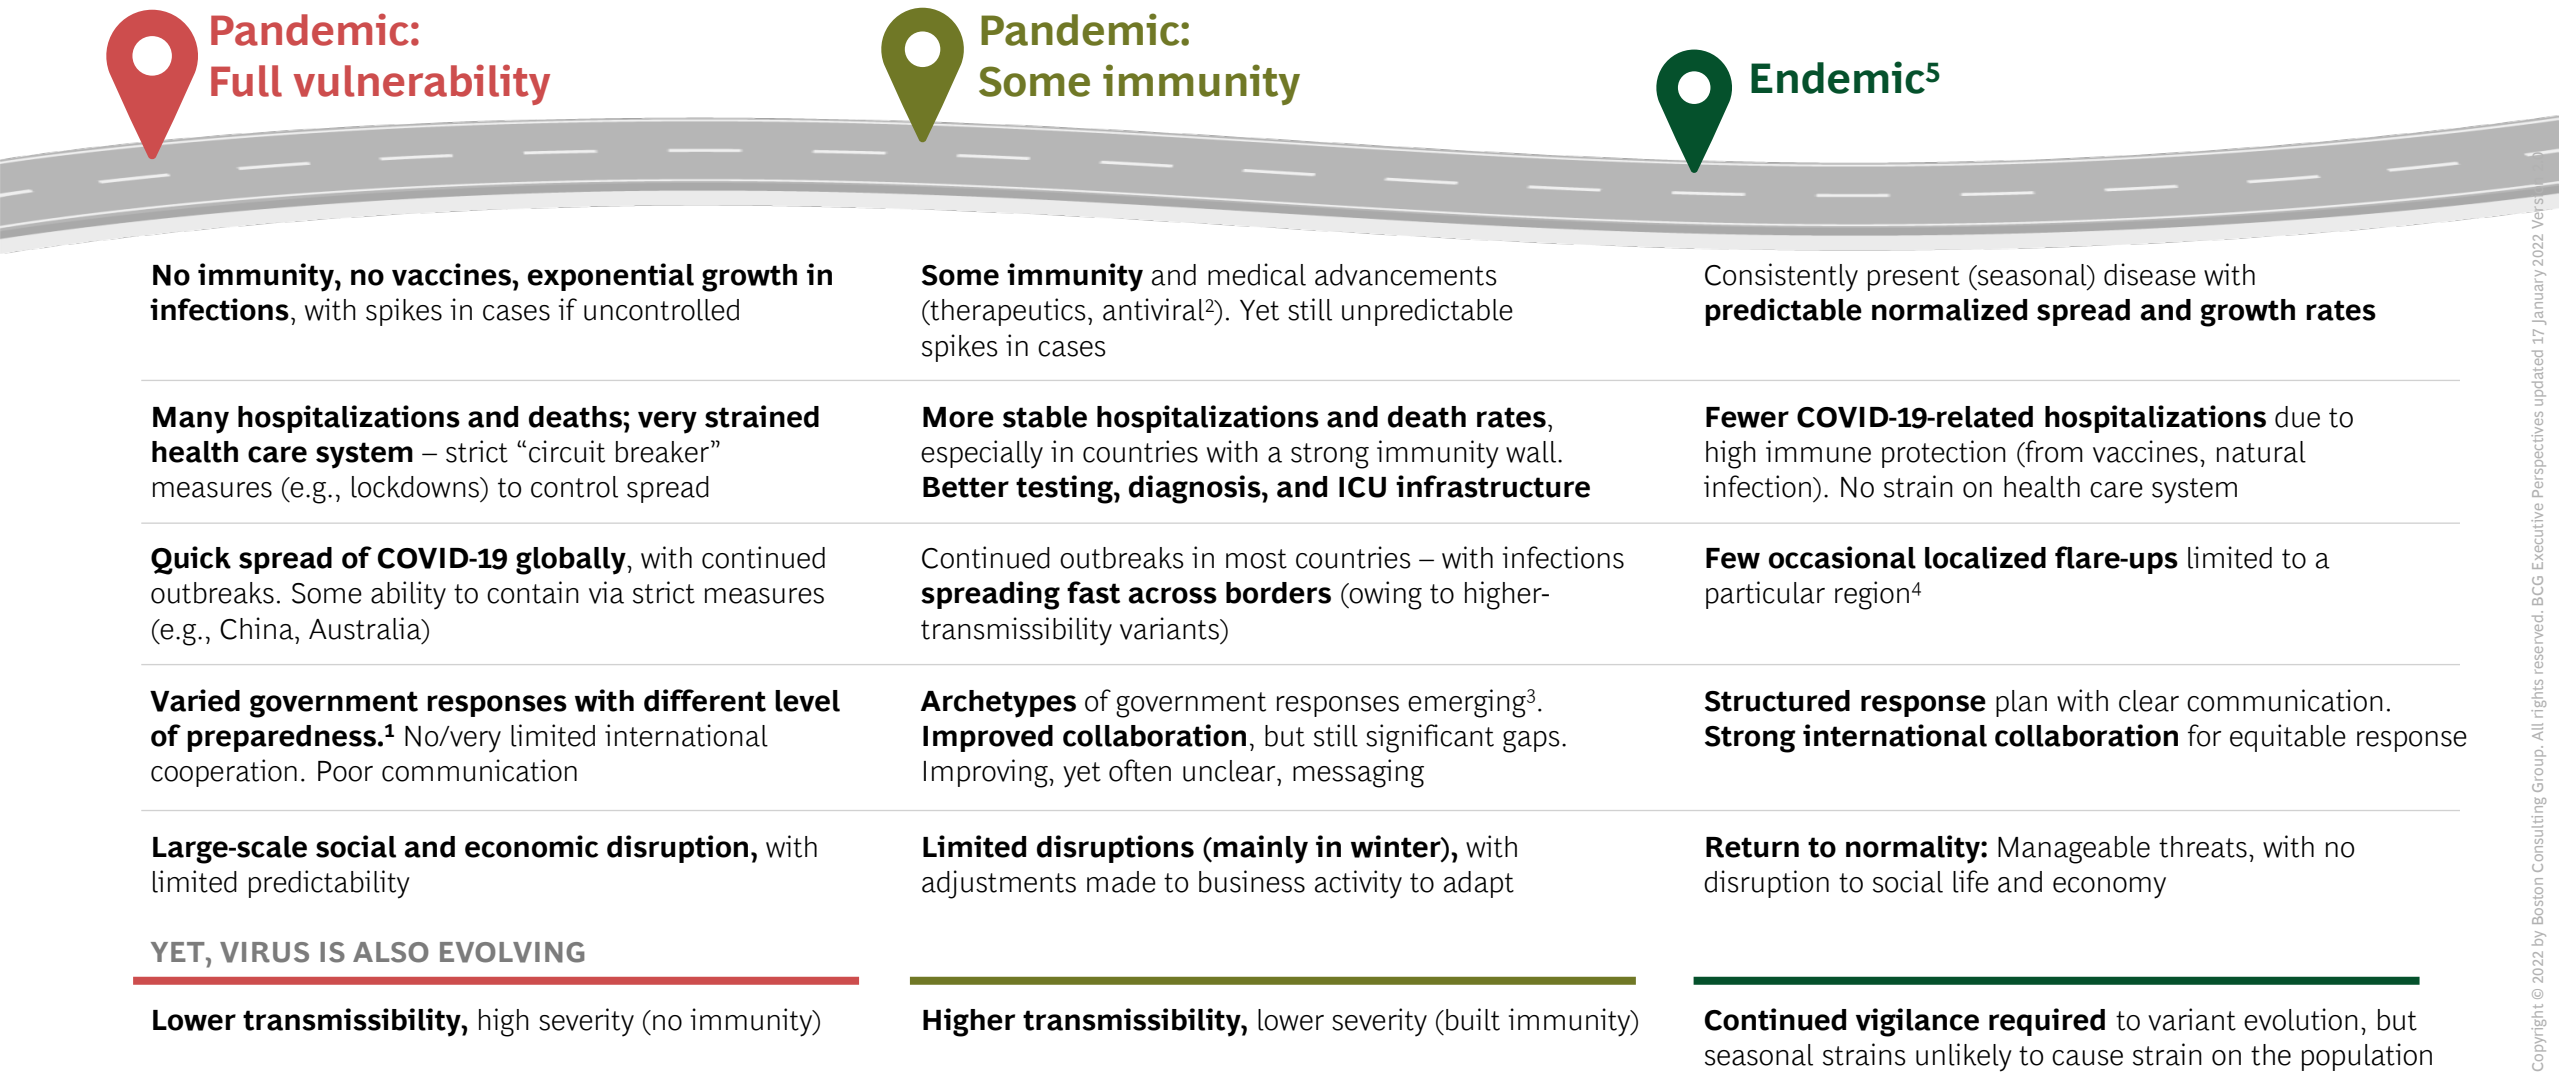 Pandemic:
Full vulnerability
Pandemic:
Some immunity
Endemic⁵
No immunity, no vaccines, exponential growth in
infections, with spikes in cases if uncontrolled
Some immunity and medical advancements
(therapeutics, antiviral²). Yet still unpredictable
spikes in cases
Consistently present (seasonal) disease with
predictable normalized spread and growth rates
Many hospitalizations and deaths; very strained
health care system – strict “circuit breaker”
measures (e.g., lockdowns) to control spread
More stable hospitalizations and death rates,
especially in countries with a strong immunity wall.
Better testing, diagnosis, and ICU infrastructure
Fewer COVID-19-related hospitalizations due to
high immune protection (from vaccines, natural
infection). No strain on health care system
Quick spread of COVID-19 globally, with continued
outbreaks. Some ability to contain via strict measures
(e.g., China, Australia)
Continued outbreaks in most countries – with infections
spreading fast across borders (owing to higher-
transmissibility variants)
Few occasional localized flare-ups limited to a
particular region⁴
Varied government responses with different level
of preparedness.¹ No/very limited international
cooperation. Poor communication
Archetypes of government responses emerging³.
Improved collaboration, but still significant gaps.
Improving, yet often unclear, messaging
Structured response plan with clear communication.
Strong international collaboration for equitable response
Large-scale social and economic disruption, with
limited predictability
Limited disruptions (mainly in winter), with
adjustments made to business activity to adapt
Return to normality: Manageable threats, with no
disruption to social life and economy
YET, VIRUS IS ALSO EVOLVING
Lower transmissibility, high severity (no immunity)
Higher transmissibility, lower severity (built immunity)
Continued vigilance required to variant evolution, but
seasonal strains unlikely to cause strain on the population
Copyright © 2022 by Boston Consulting Group. All rights reserved. BCG Executive Perspectives updated 17 January 2022